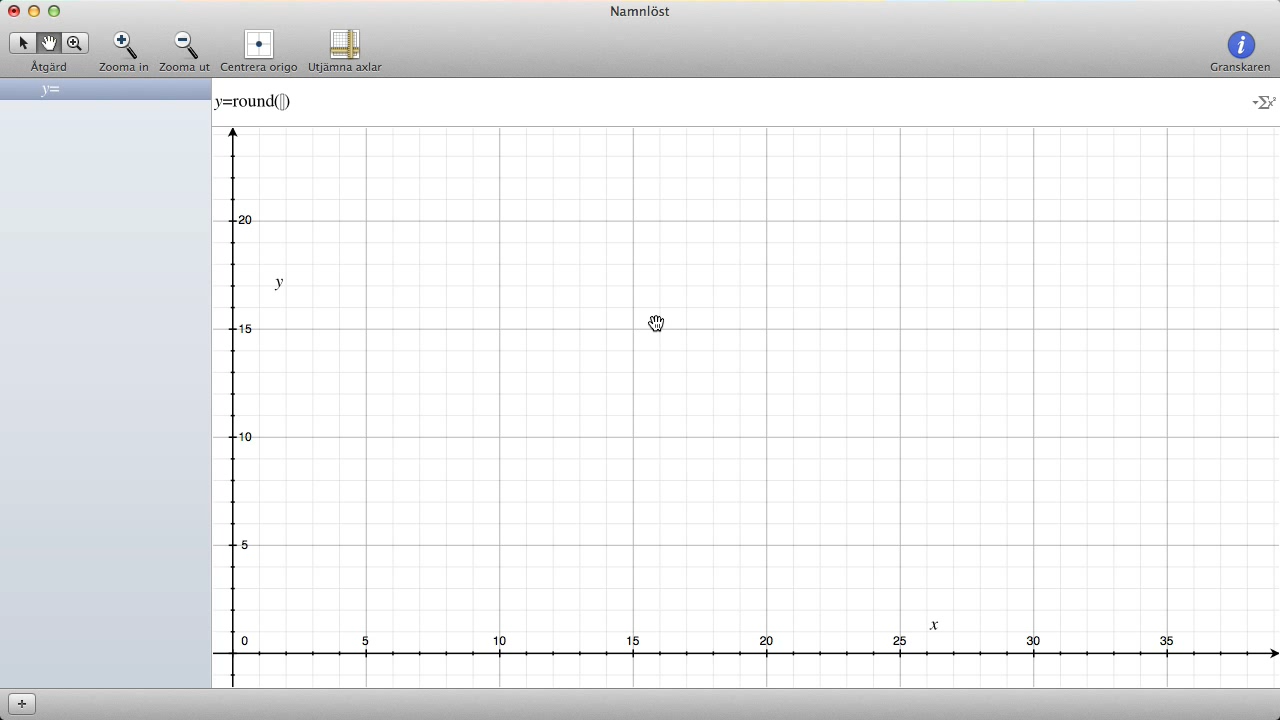 Namnlöst
Åtgärd Zooma in Zooma ut Centrera origo Utjämna axlar Granskaren
y=
y=round()
20
y
15
10
5
x
0 5 10 15 20 25 30 35